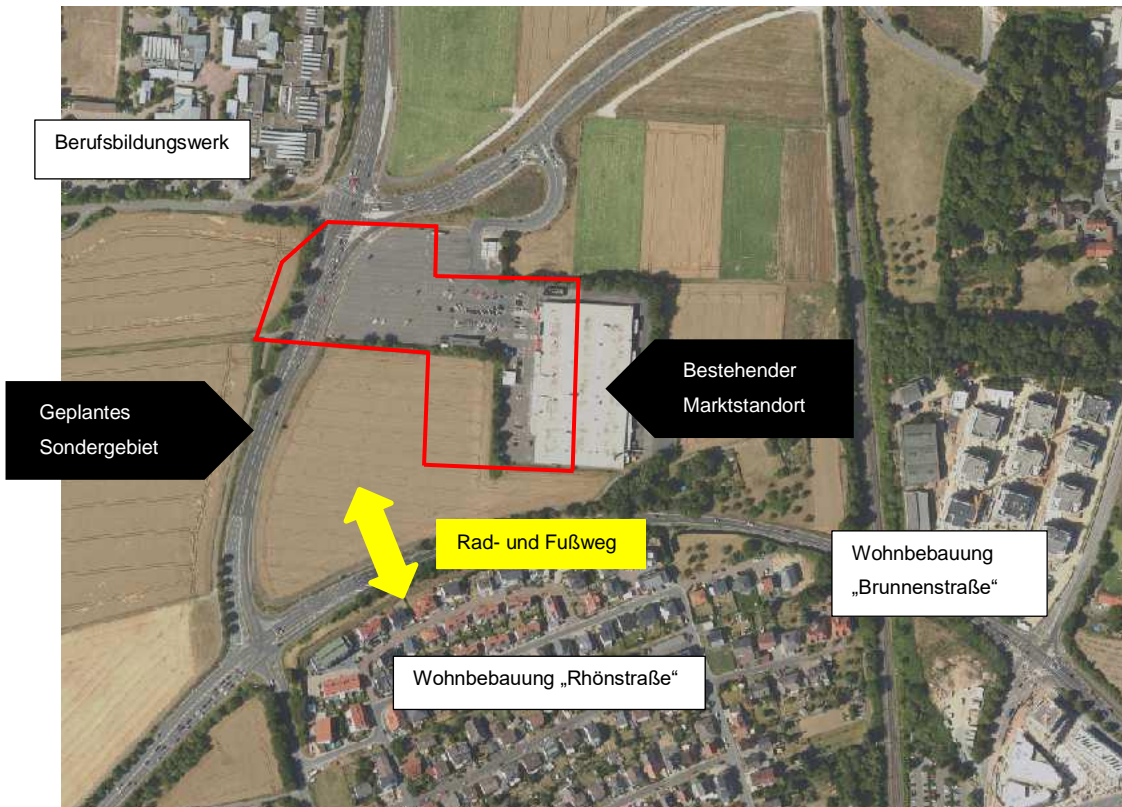 Berufsbildungswerk
Geplantes
Sondergebiet
Bestehender
Marktstandort
Rad- und Fußweg
Wohnbebauung
„Brunnenstraße“
Wohnbebauung „Rhönstraße“